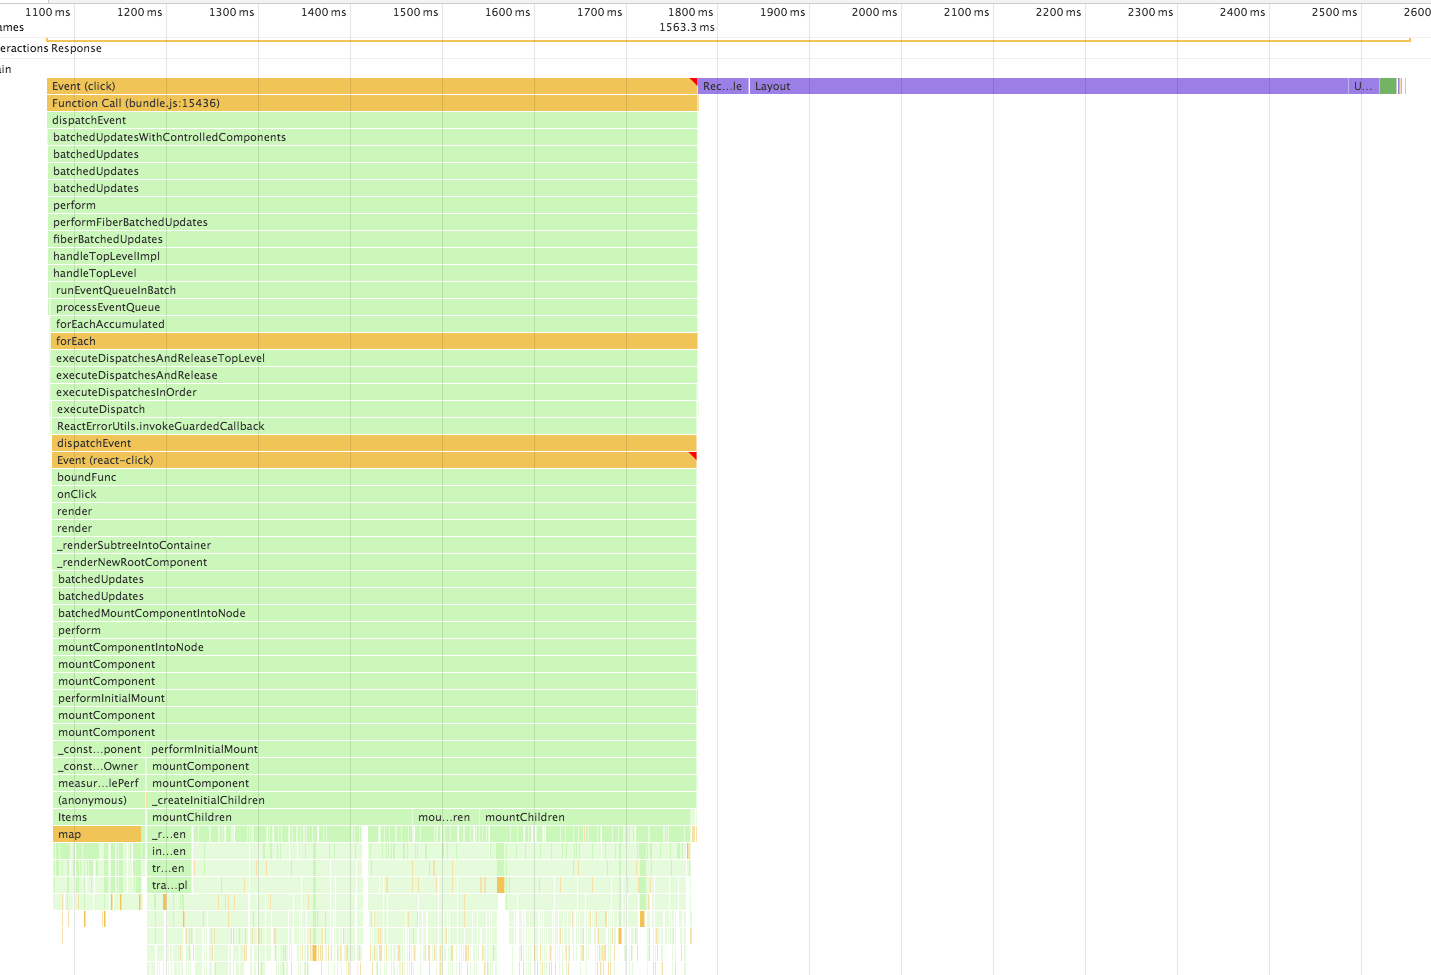 1100 ms 1200 ms 1300 ms 1400 ms 1500 ms 1600 ms 1700 ms 1800 ms 1900 ms 2000 ms 2100 ms 2200 ms 2300 ms 2400 ms 2500 ms 2600
ames 1563.3 ms
eractions Response
ain
Event (click) Rec...le Layout U...
Function Call (bundle.js:15436)
dispatchEvent
batchedUpdatesWithControlledComponents
batchedUpdates
batchedUpdates
batchedUpdates
perform
performFiberBatchedUpdates
fiberBatchedUpdates
handleTopLevelImpl
handleTopLevel
runEventQueueInBatch
processEventQueue
forEachAccumulated
forEach
executeDispatchesAndReleaseTopLevel
executeDispatchesAndRelease
executeDispatchesInOrder
executeDispatch
ReactErrorUtils.invokeGuardedCallback
dispatchEvent
Event (react-click)
boundFunc
onClick
render
render
_renderSubtreeIntoContainer
_renderNewRootComponent
batchedUpdates
batchedUpdates
batchedMountComponentIntoNode
perform
mountComponentIntoNode
mountComponent
mountComponent
performInitialMount
mountComponent
mountComponent
_const...ponent performInitialMount
_const...Owner mountComponent
measur...lePerf mountComponent
(anonymous) _createInitialChildren
Items mountChildren mou...ren mountChildren
map _r...en
in...en
tr...en
tra...pl